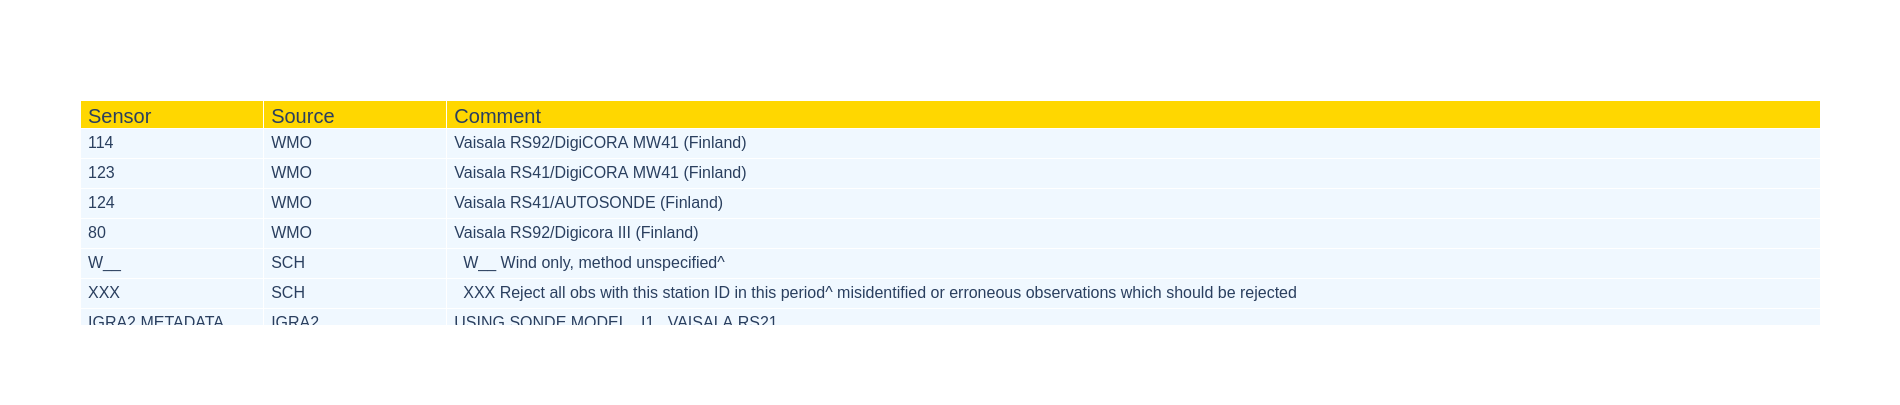 Sensor Source Comment
114 WMO Vaisala RS92/DigiCORA MW41 (Finland)
123 WMO Vaisala RS41/DigiCORA MW41 (Finland)
124 WMO Vaisala RS41/AUTOSONDE (Finland)
80 WMO Vaisala RS92/Digicora III (Finland)
W__ SCH W__ Wind only, method unspecified^
XXX SCH XXX Reject all obs with this station ID in this period^ misidentified or erroneous observations which should be rejected
IGRA2 METADATA IGRA2 USING SONDE MODEL